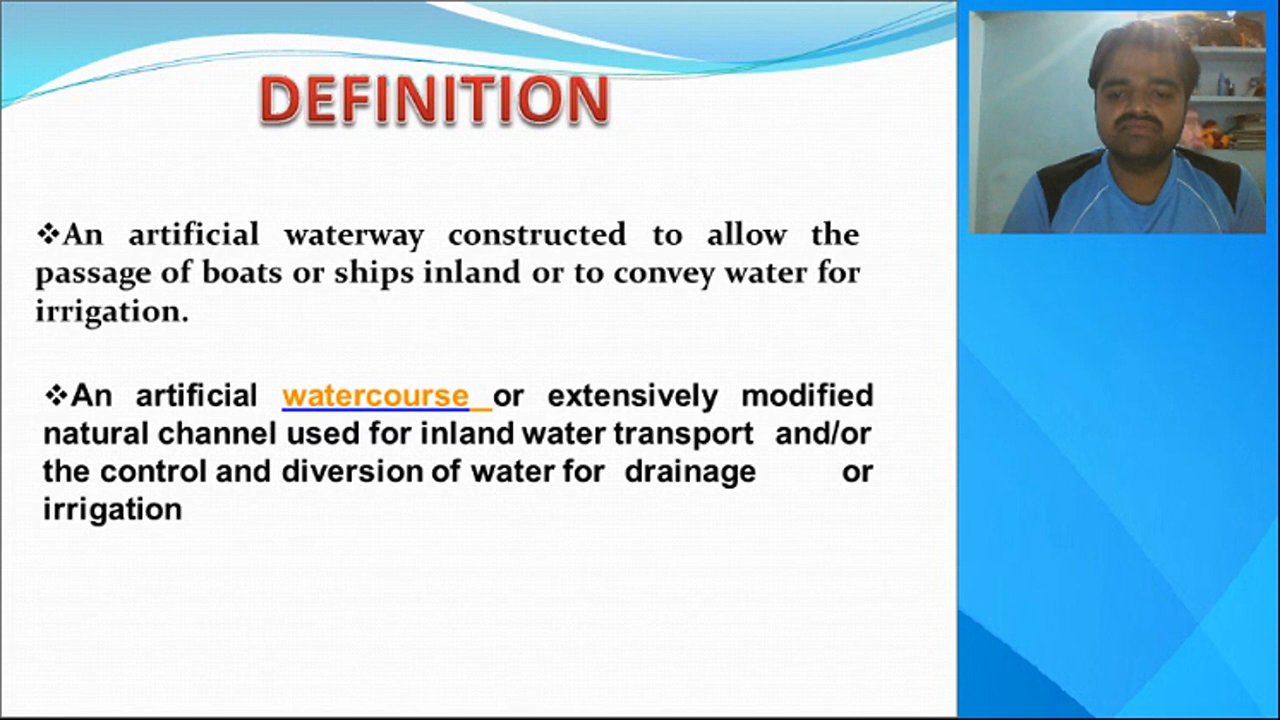 DEFINITION
❖An artificial waterway constructed to allow the
passage of boats or ships inland or to convey water for
irrigation.
❖An artificial watercourse or extensively modified
natural channel used for inland water transport and/or
the control and diversion of water for drainage or
irrigation